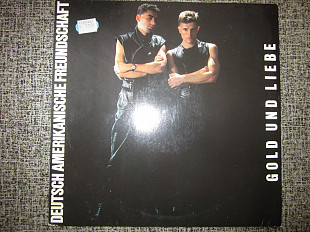 DEUTSCH AMERIKANISCHE FREUNDSCHAFT
GOLD UND LIEBE